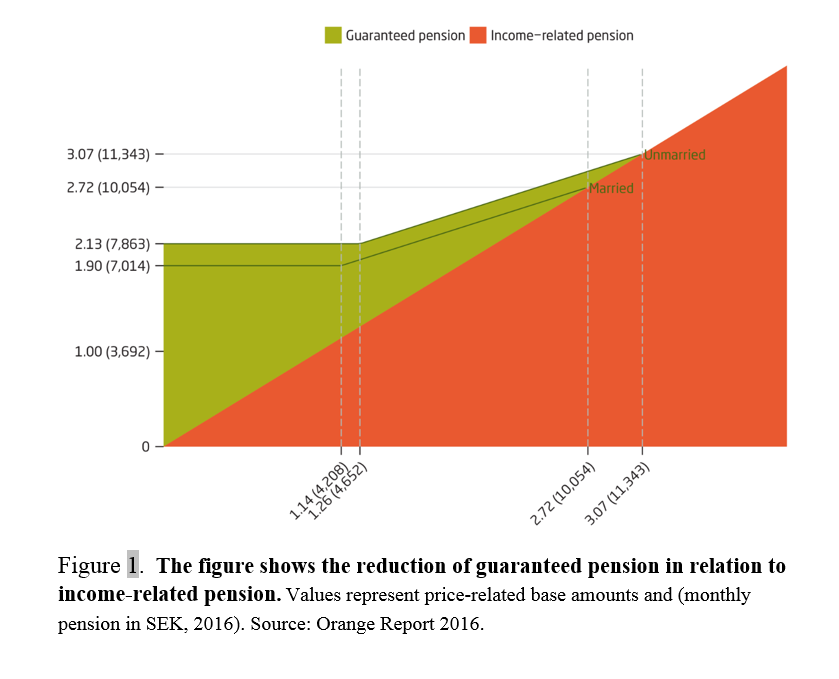 Guaranteed pension Income-related pension
3.07 (11,343)
Unmarried
2.72 (10,054)
Married
2.13 (7,863)
1.90 (7,014)
1.00 (3,692)
0
1.14 (4,208)
1.26 (4,652)
2.72 (10,054)
3.07 (11,343)
Figure 1. The figure shows the reduction of guaranteed pension in relation to
income-related pension. Values represent price-related base amounts and (monthly
pension in SEK, 2016). Source: Orange Report 2016.